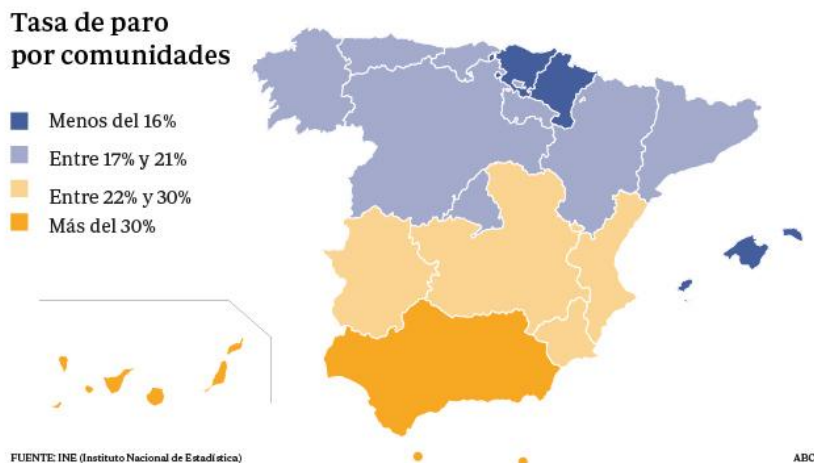 Tasa de paro
por comunidades
Menos del 16%
Entre 17% y 21%
Entre 22% y 30%
Más del 30%
FUENTE: INE (Instituto Nacional de Estadística)
ABC